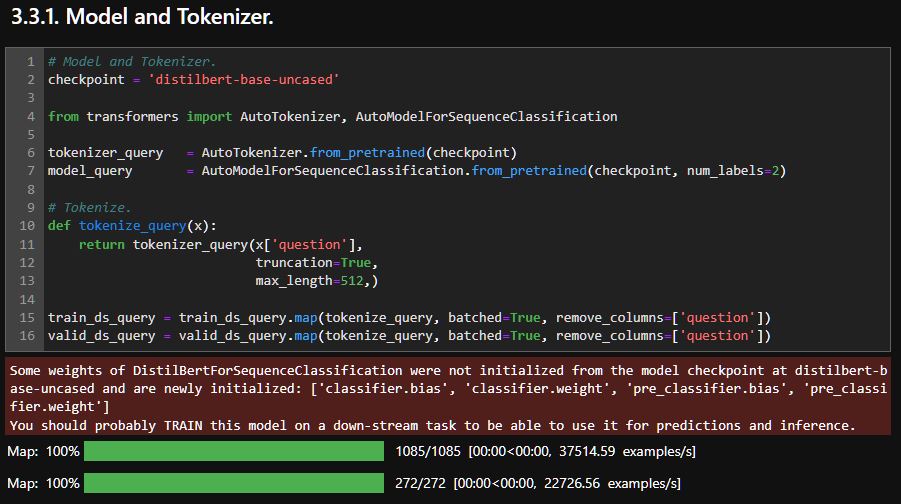 3.3.1. Model and Tokenizer.
1 # Model and Tokenizer.
2 checkpoint = 'distilbert-base-uncased'
3
4 from transformers import AutoTokenizer, AutoModelForSequenceClassification
5
6 tokenizer_query   = AutoTokenizer.from_pretrained(checkpoint)
7 model_query       = AutoModelForSequenceClassification.from_pretrained(checkpoint, num_labels=2)
8
9 # Tokenize.
10 def tokenize_query(x):
11     return tokenizer_query(x['question'],
12                            truncation=True,
13                            max_length=512,)
14
15 train_ds_query = train_ds_query.map(tokenize_query, batched=True, remove_columns=['question'])
16 valid_ds_query = valid_ds_query.map(tokenize_query, batched=True, remove_columns=['question'])
Some weights of DistilBertForSequenceClassification were not initialized from the model checkpoint at distilbert-b
ase-uncased and are newly initialized: ['classifier.bias', 'classifier.weight', 'pre_classifier.bias', 'pre_classi
fier.weight']
You should probably TRAIN this model on a down-stream task to be able to use it for predictions and inference.
Map: 100% 1085/1085 [00:00<00:00, 37514.59 examples/s]
Map: 100% 272/272 [00:00<00:00, 22726.56 examples/s]